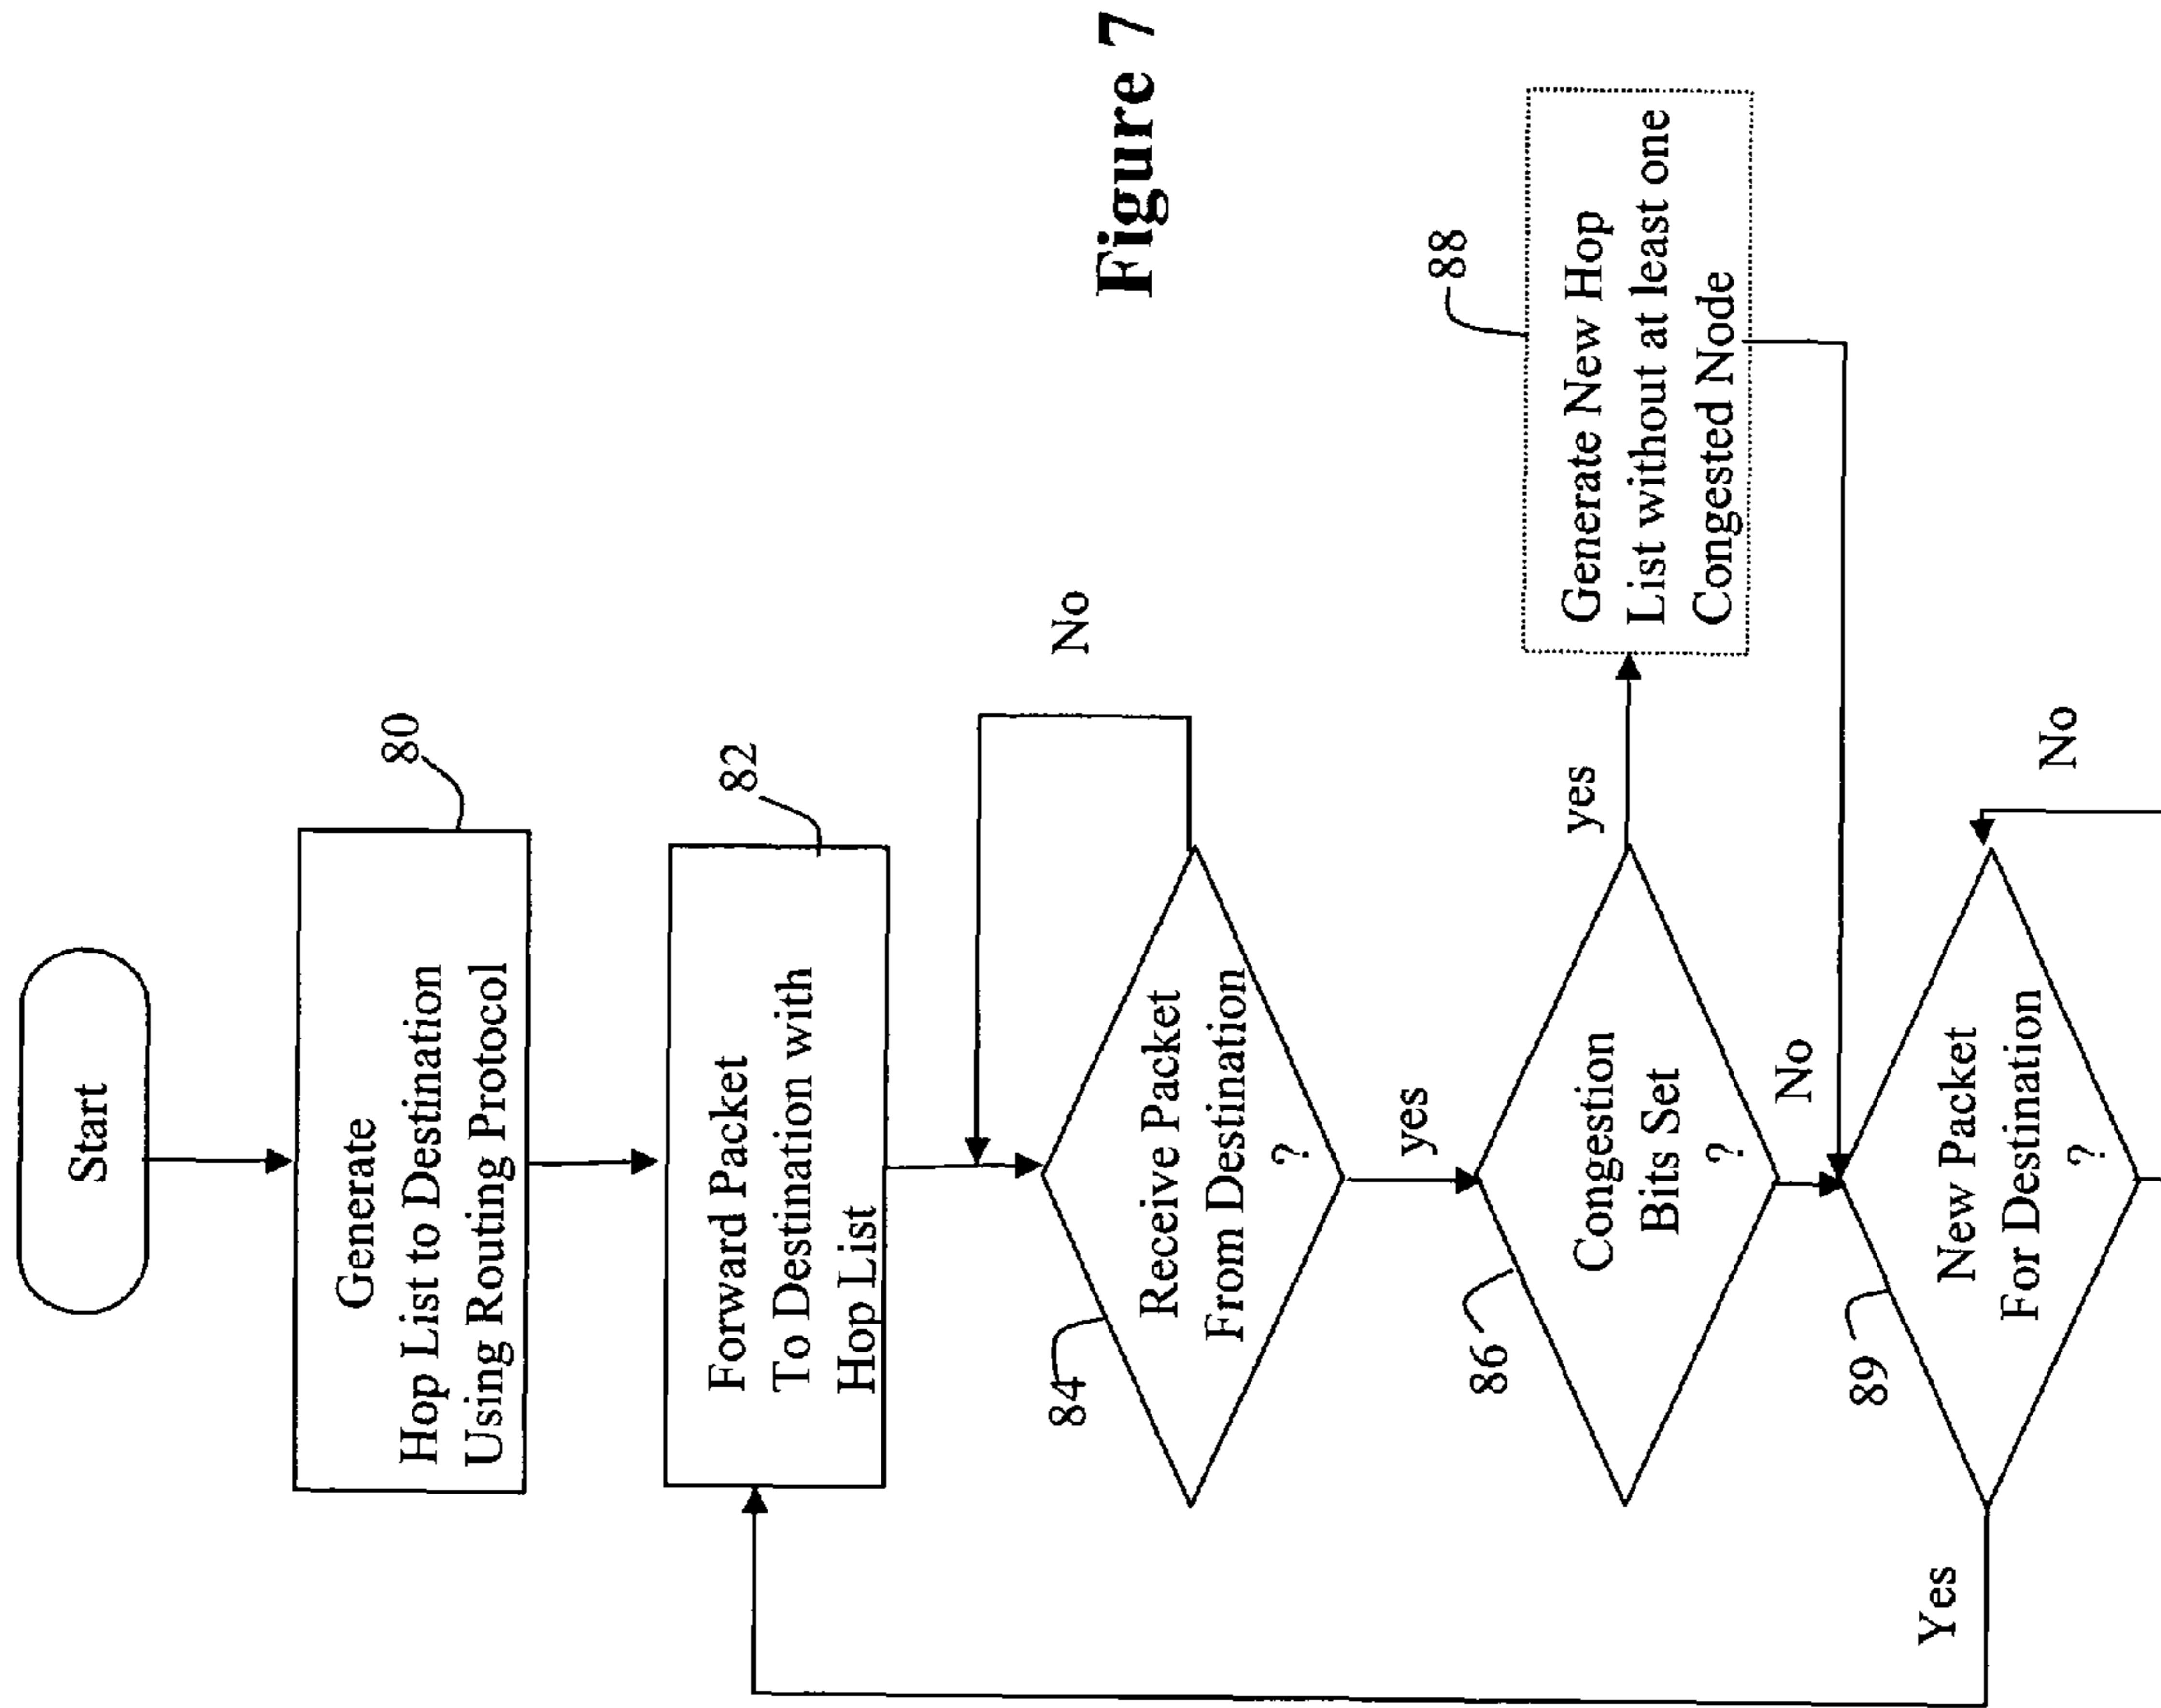 Start
80
Generate
Hop List to Destination
Using Routing Protocol
82
Forward Packet
To Destination with
Hop List
No
84
Receive Packet
From Destination
?
yes
Figure 7
86
Congestion
Bits Set
?
yes
88
Generate New Hop
List without at least one
Congested Node
No
89
New Packet
For Destination
?
Yes
No